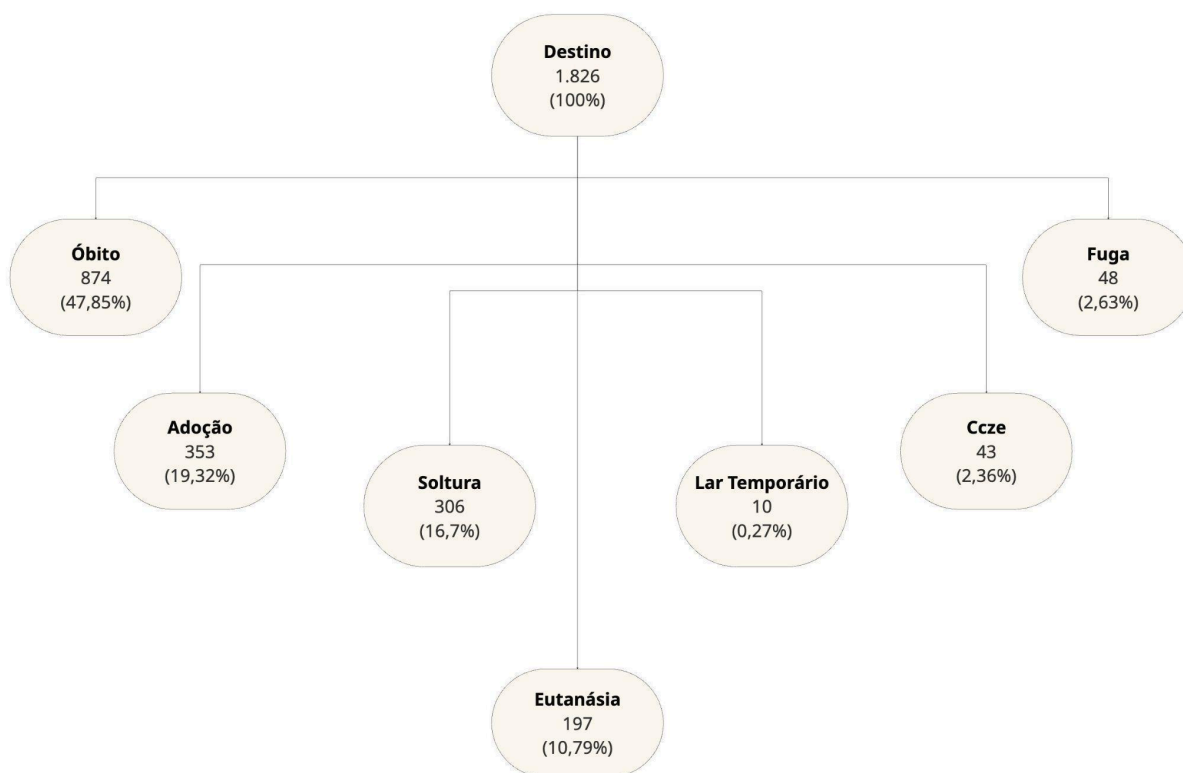 Destino
1.826
(100%)
Óbito
874
(47,85%)
Fuga
48
(2,63%)
Adoção
353
(19,32%)
Soltura
306
(16,7%)
Lar Temporário
10
(0,27%)
Ccze
43
(2,36%)
Eutanásia
197
(10,79%)